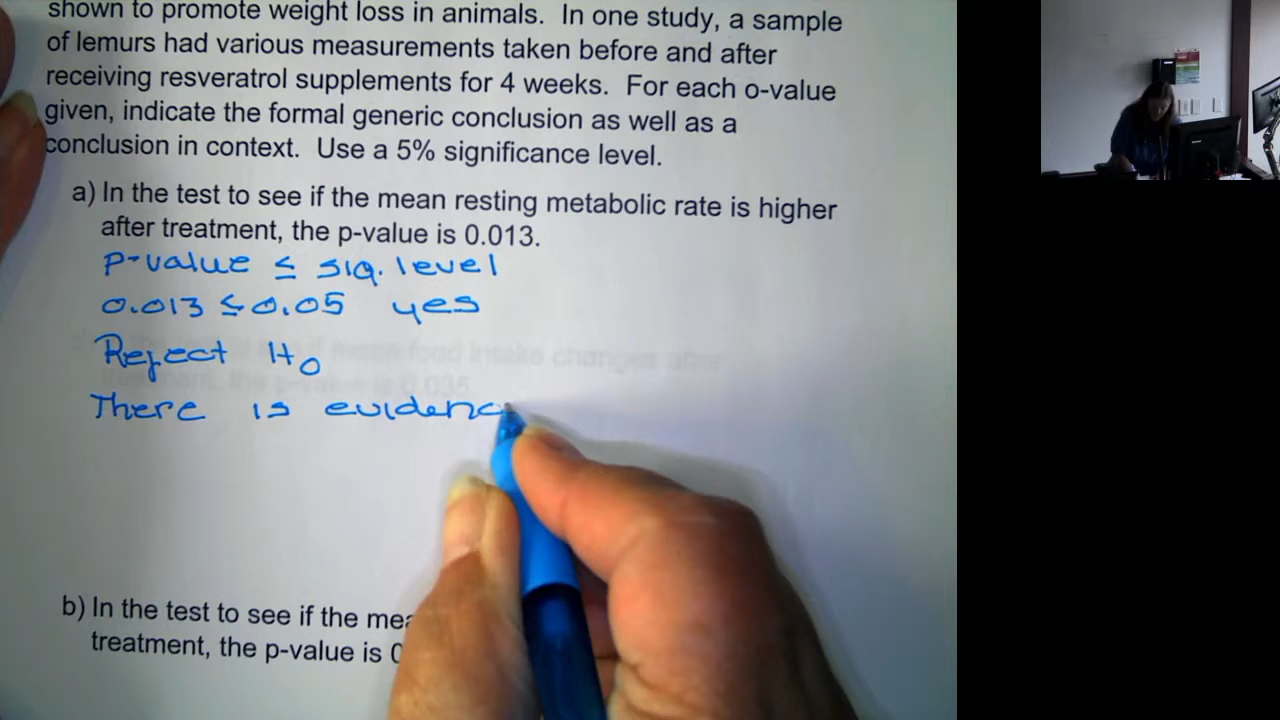 shown to promote weight loss in animals. In one study, a sample
of lemurs had various measurements taken before and after
receiving resveratrol supplements for 4 weeks. For each o-value
given, indicate the formal generic conclusion as well as a
conclusion in context. Use a 5% significance level.
a) In the test to see if the mean resting metabolic rate is higher
after treatment, the p-value is 0.013.
p-value ≤ sig. level
0.013 ≤ 0.05 yes
Reject H0
There is evidenc
b) In the test to see if the mea
treatment, the p-value is 0